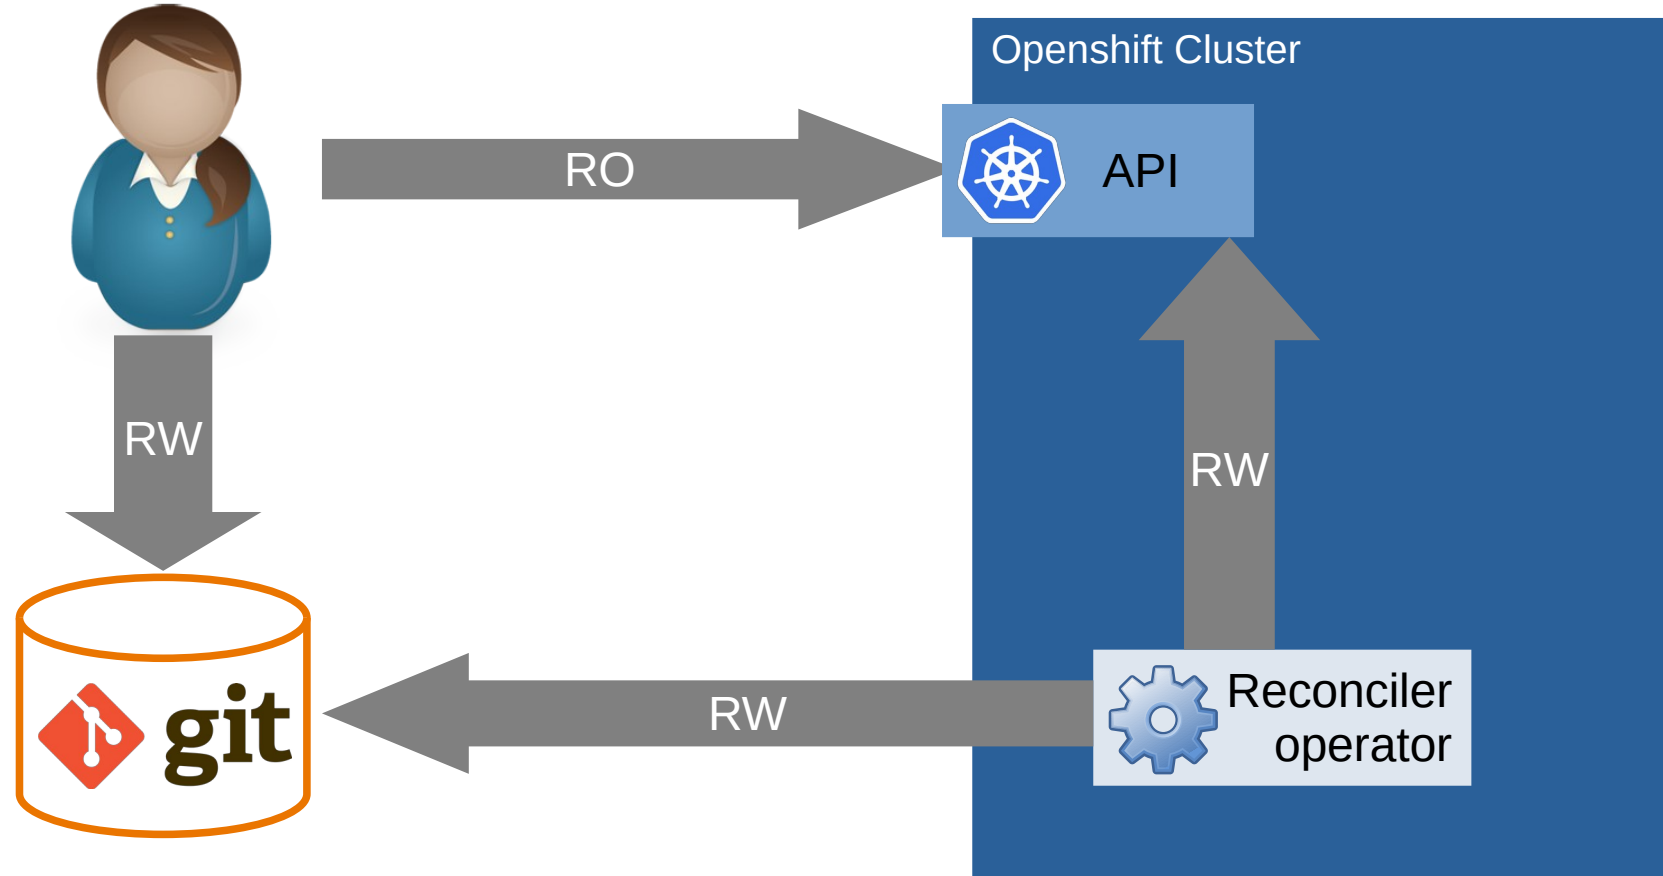 Openshift Cluster
RO
API
RW
RW
git
RW
Reconciler
operator